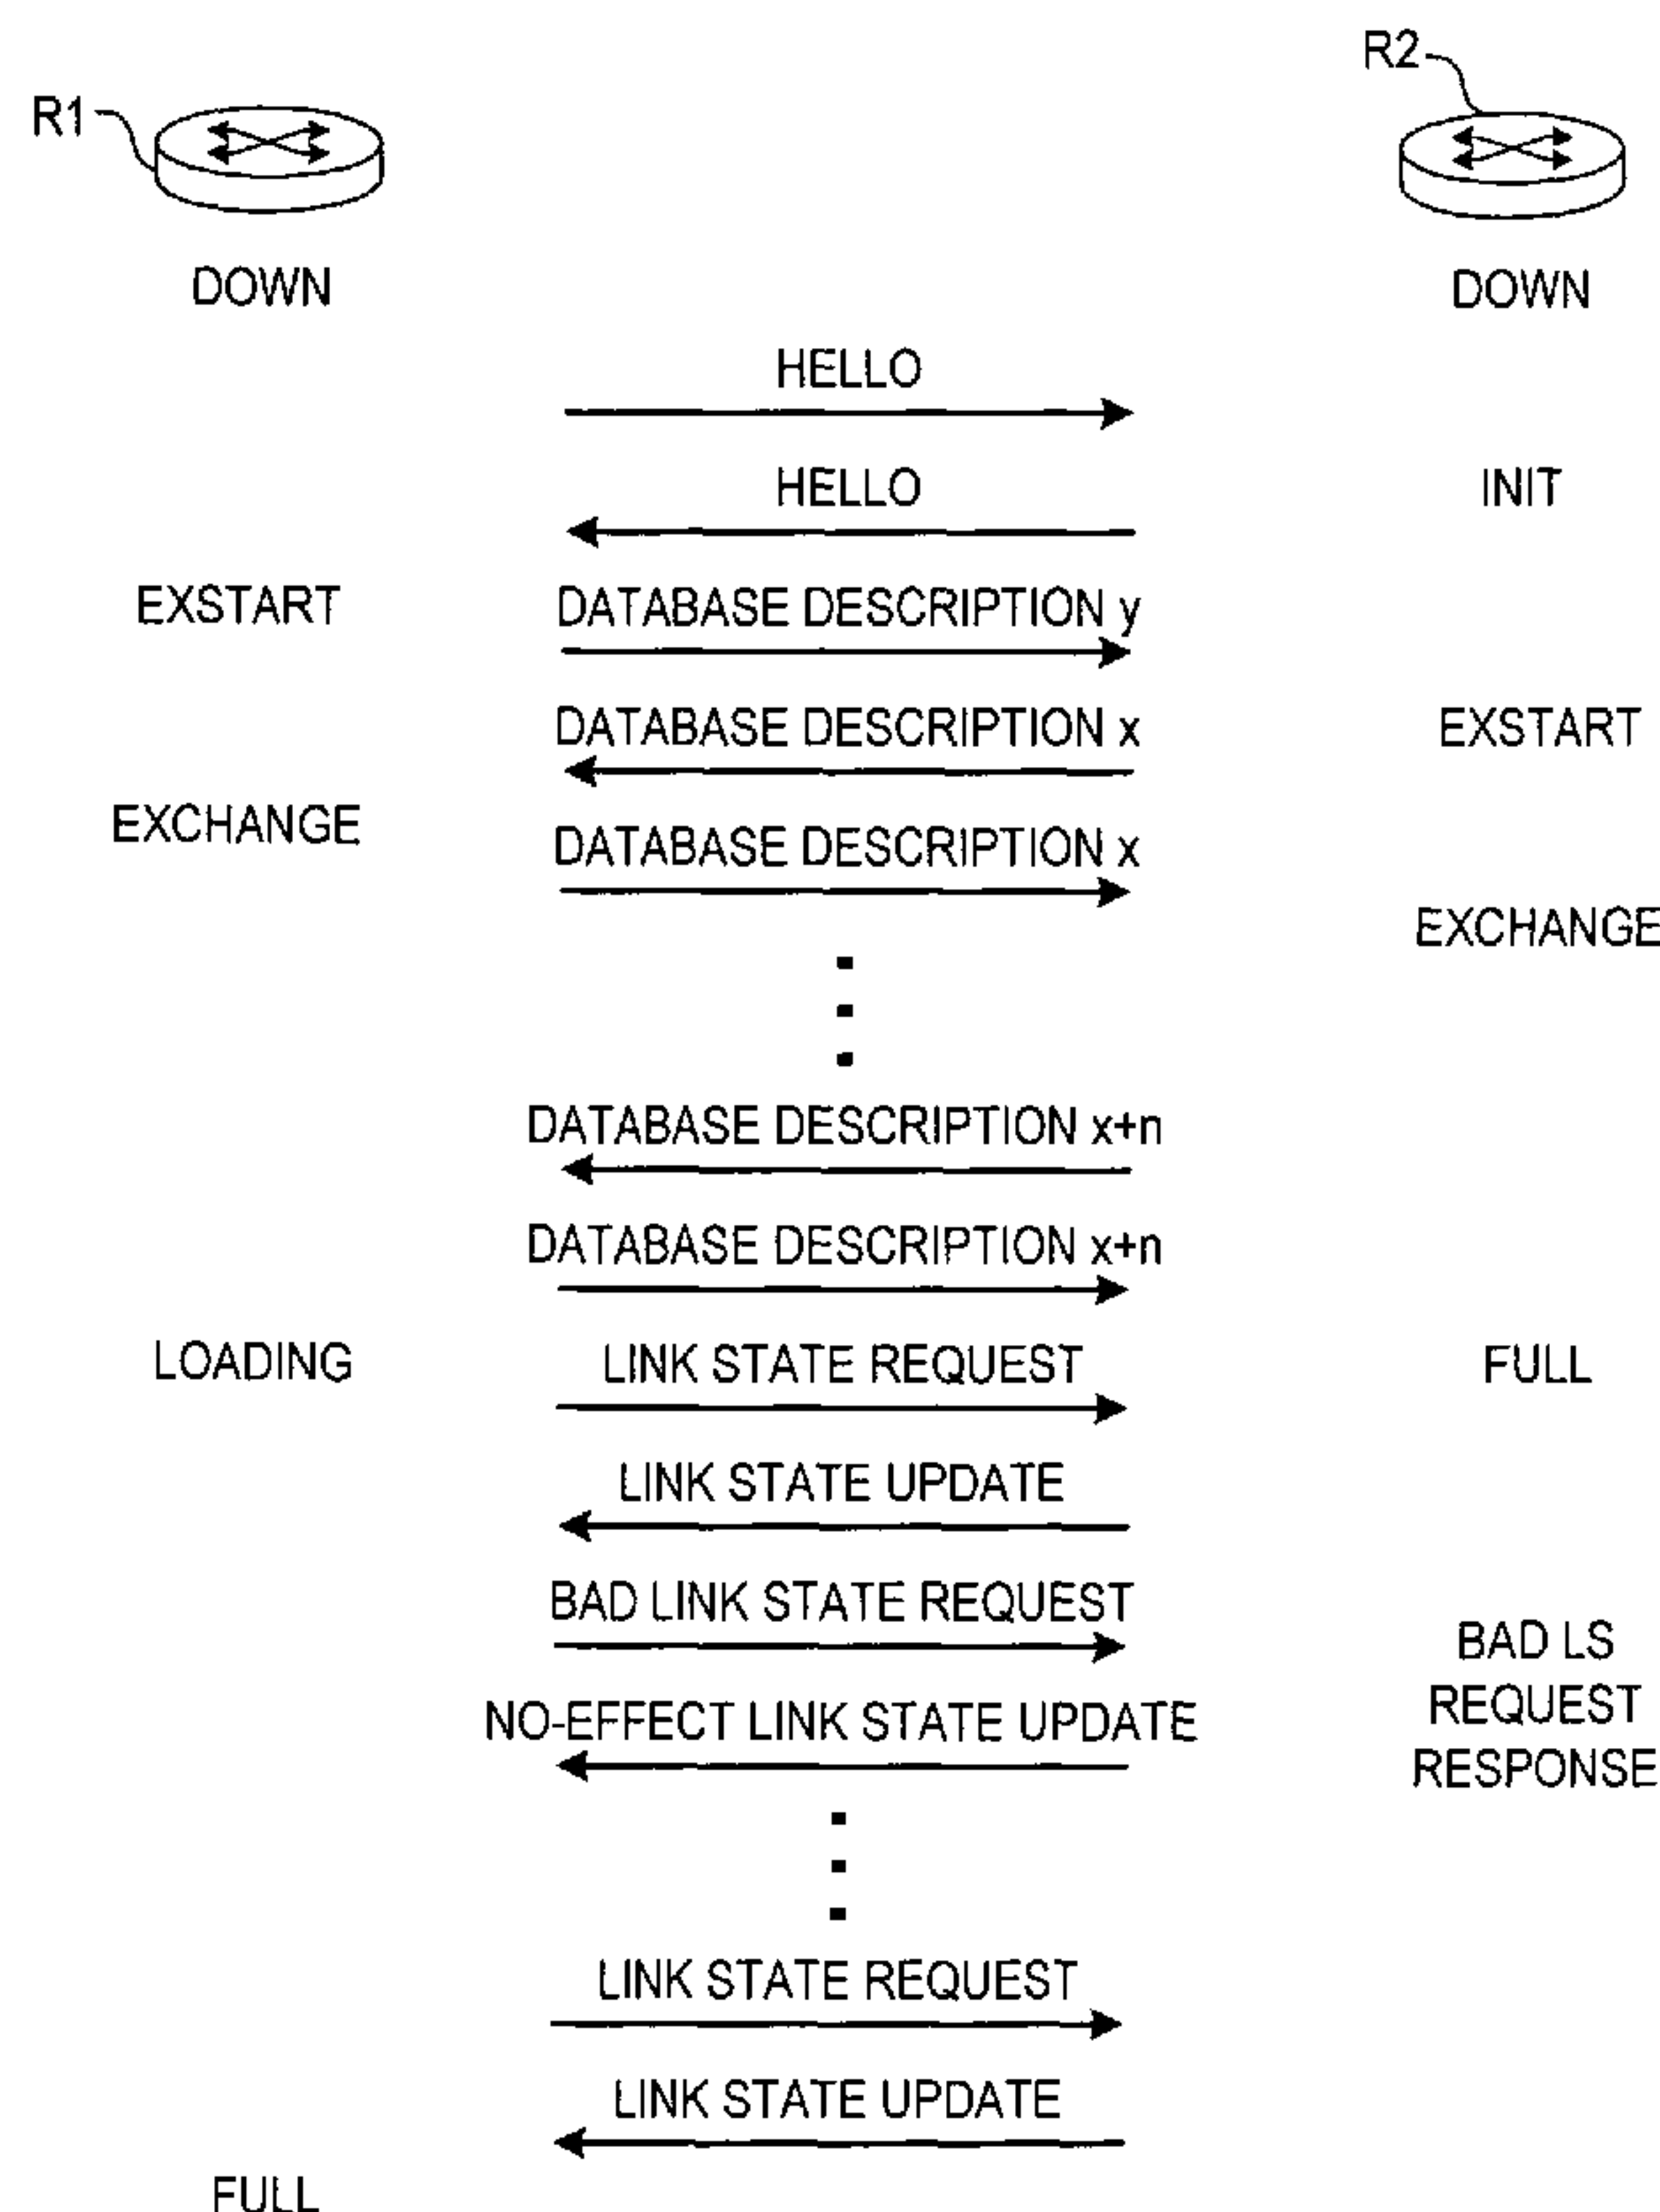 R2
R1
DOWN
DOWN
HELLO
HELLO
INIT
EXSTART
DATABASE DESCRIPTION y
DATABASE DESCRIPTION x
EXSTART
EXCHANGE
DATABASE DESCRIPTION x
EXCHANGE
DATABASE DESCRIPTION x+n
DATABASE DESCRIPTION x+n
LOADING
LINK STATE REQUEST
FULL
LINK STATE UPDATE
BAD LINK STATE REQUEST
BAD LS
REQUEST
RESPONSE
NO-EFFECT LINK STATE UPDATE
LINK STATE REQUEST
LINK STATE UPDATE
FULL